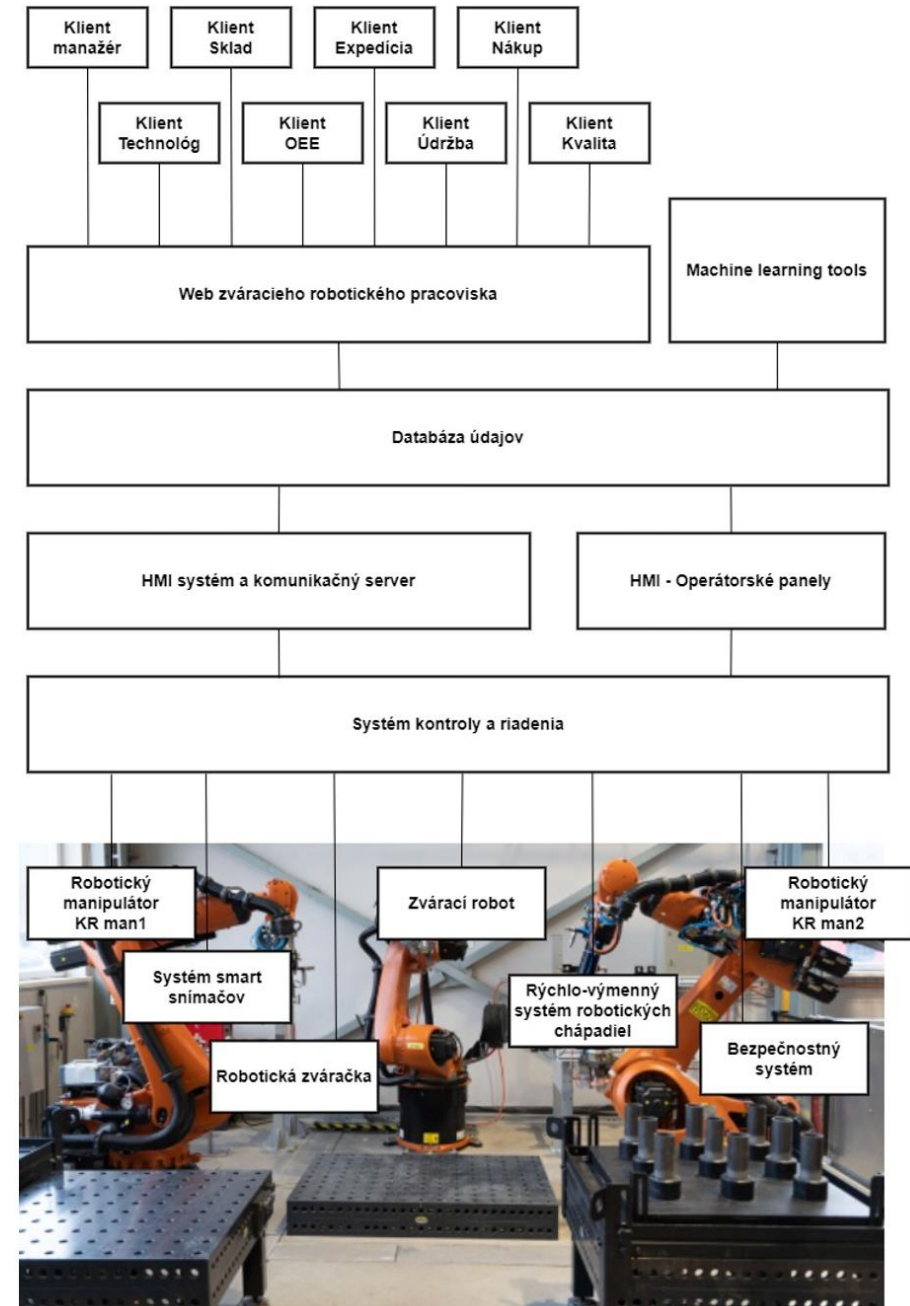 Klient
manažér
Klient
Sklad
Klient
Expedícia
Klient
Nákup
Klient
Technológ
Klient
OEE
Klient
Údržba
Klient
Kvalita
Machine learning tools
Web zváracieho robotického pracoviska
Databáza údajov
HMI systém a komunikačný server
HMI - Operátorské panely
Systém kontroly a riadenia
Robotický
manipulátor
KR man1
Zvárací robot
Robotický
manipulátor
KR man2
Systém smart
snímačov
Rýchlo-výmenný
systém robotických
chápadiel
Robotická zváračka
Bezpečnostný
systém